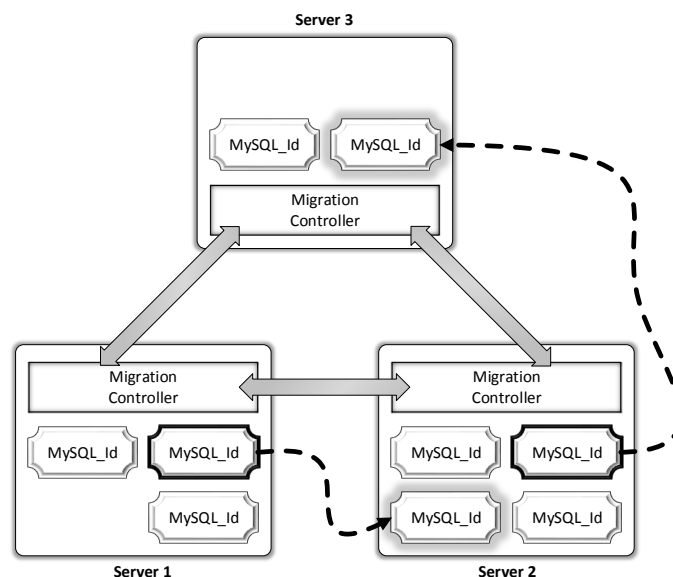 Server 3
MySQL_Id
MySQL_Id
Migration
Controller
Migration
Controller
Migration
Controller
MySQL_Id
MySQL_Id
MySQL_Id
MySQL_Id
MySQL_Id
MySQL_Id
MySQL_Id
Server 1
Server 2